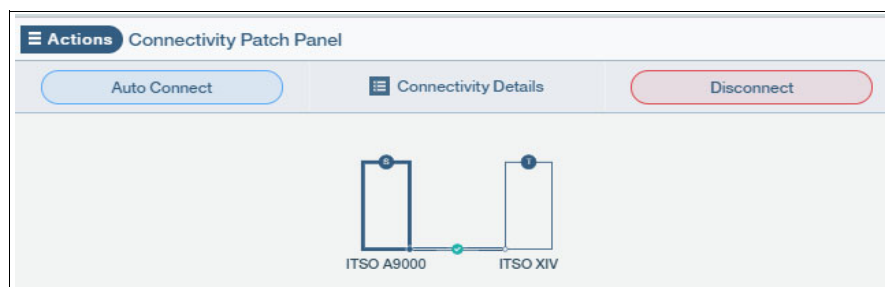 Actions Connectivity Patch Panel
Auto Connect Connectivity Details Disconnect
S T
ITSO A9000 ITSO XIV